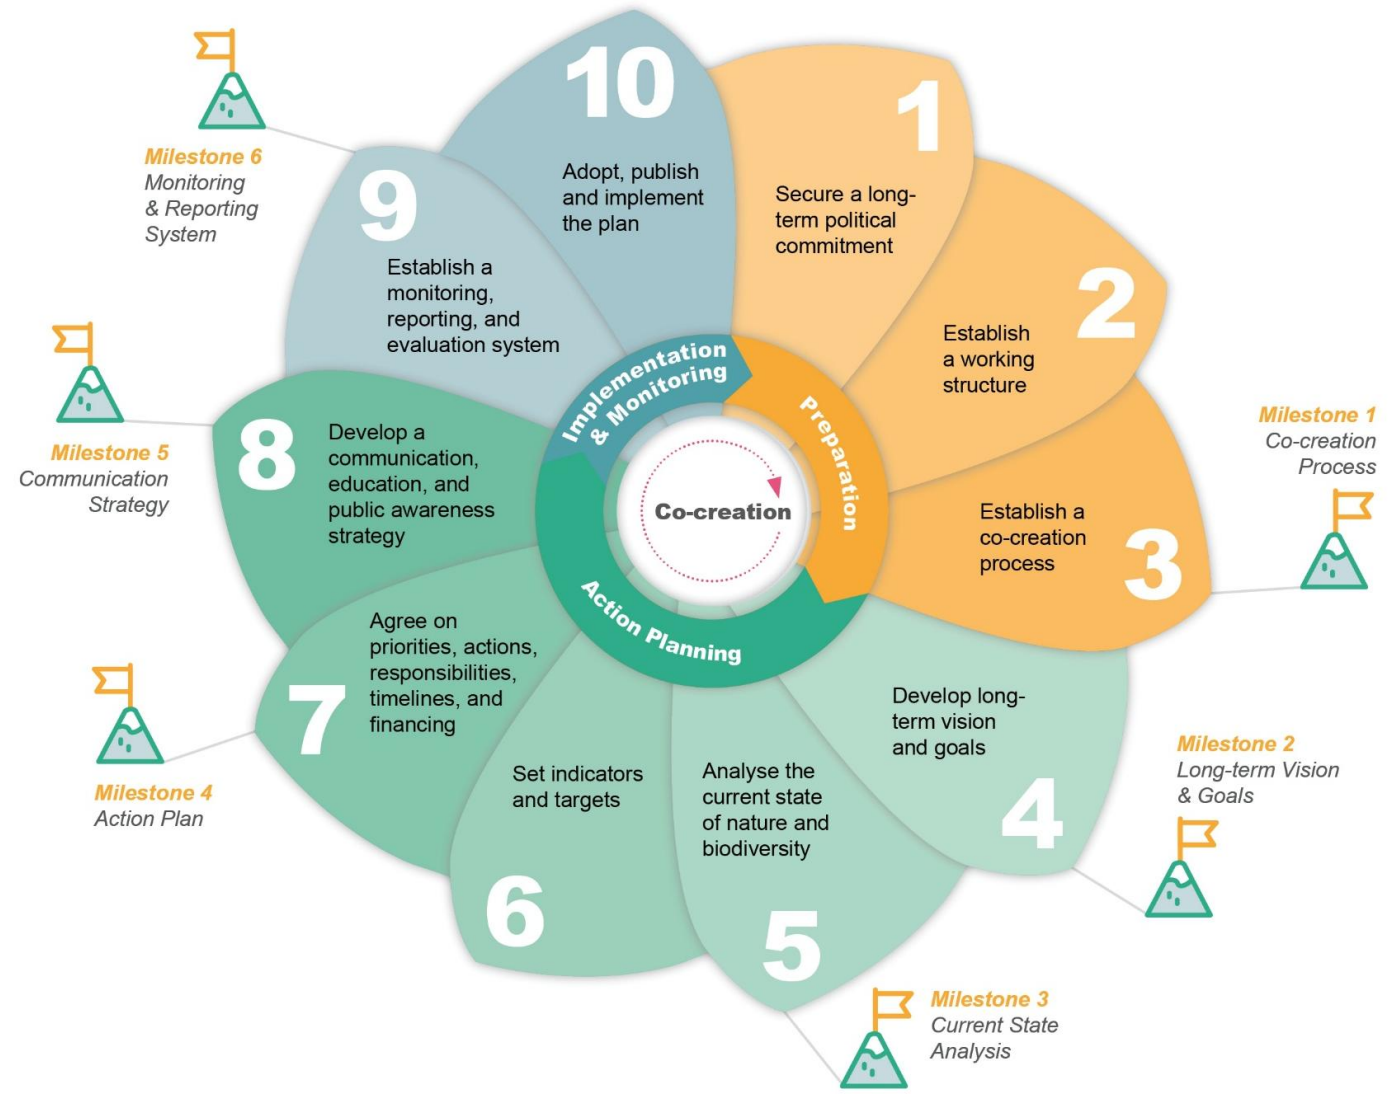 1
Secure a long-
term political
commitment
2
Establish
a working
structure
3
Establish a
co-creation
process
Milestone 1
Co-creation
Process
4
Develop long-
term vision
and goals
Milestone 2
Long-term Vision
& Goals
5
Analyse the
current state
of nature and
biodiversity
Milestone 3
Current State
Analysis
6
Set indicators
and targets
7
Agree on
priorities, actions,
responsibilities,
timelines, and
financing
Milestone 4
Action Plan
8
Develop a
communication,
education, and
public awareness
strategy
Milestone 5
Communication
Strategy
9
Establish a
monitoring,
reporting, and
evaluation system
Milestone 6
Monitoring
& Reporting
System
10
Adopt, publish
and implement
the plan
Preparation
Action Planning
Implementation
& Monitoring
Co-creation